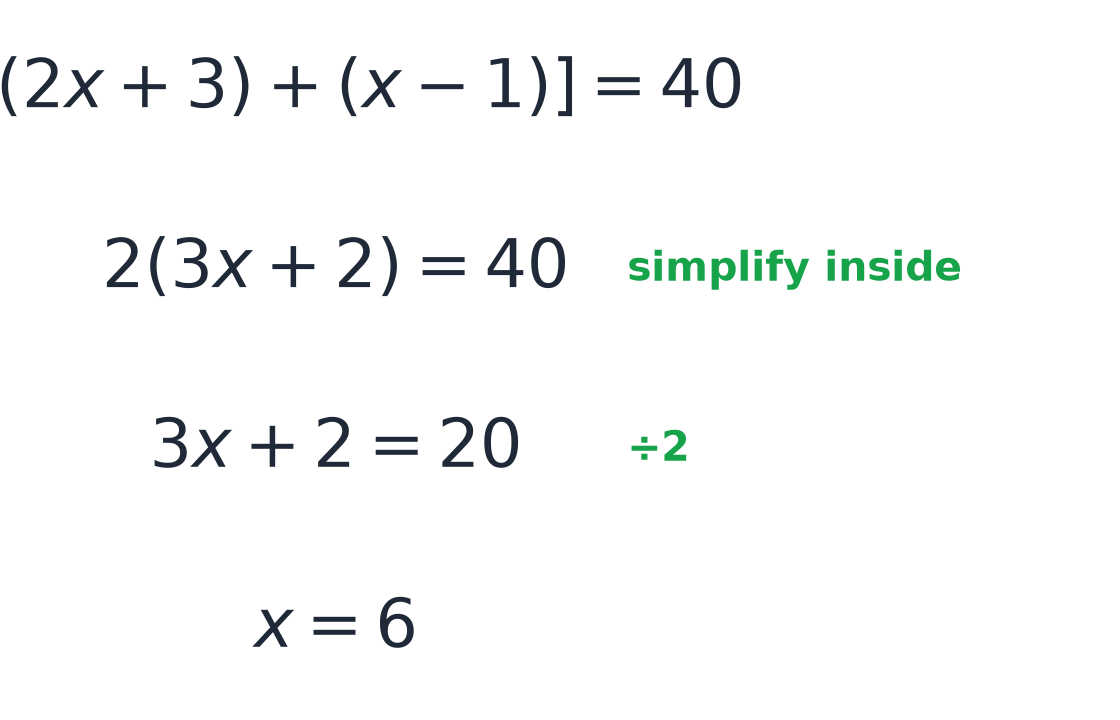 (2x + 3) + (x − 1)] = 40
2(3x + 2) = 40 simplify inside
3x + 2 = 20 ÷2
x = 6